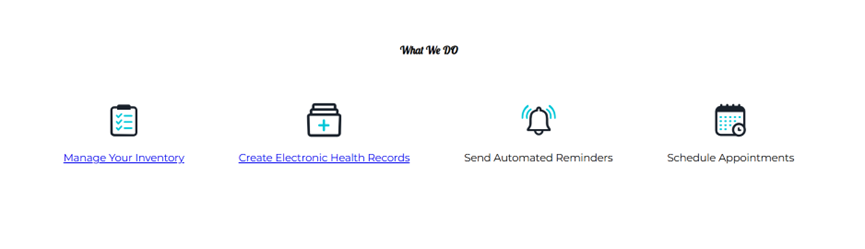 What We DO
Manage Your Inventory
Create Electronic Health Records
Send Automated Reminders
Schedule Appointments